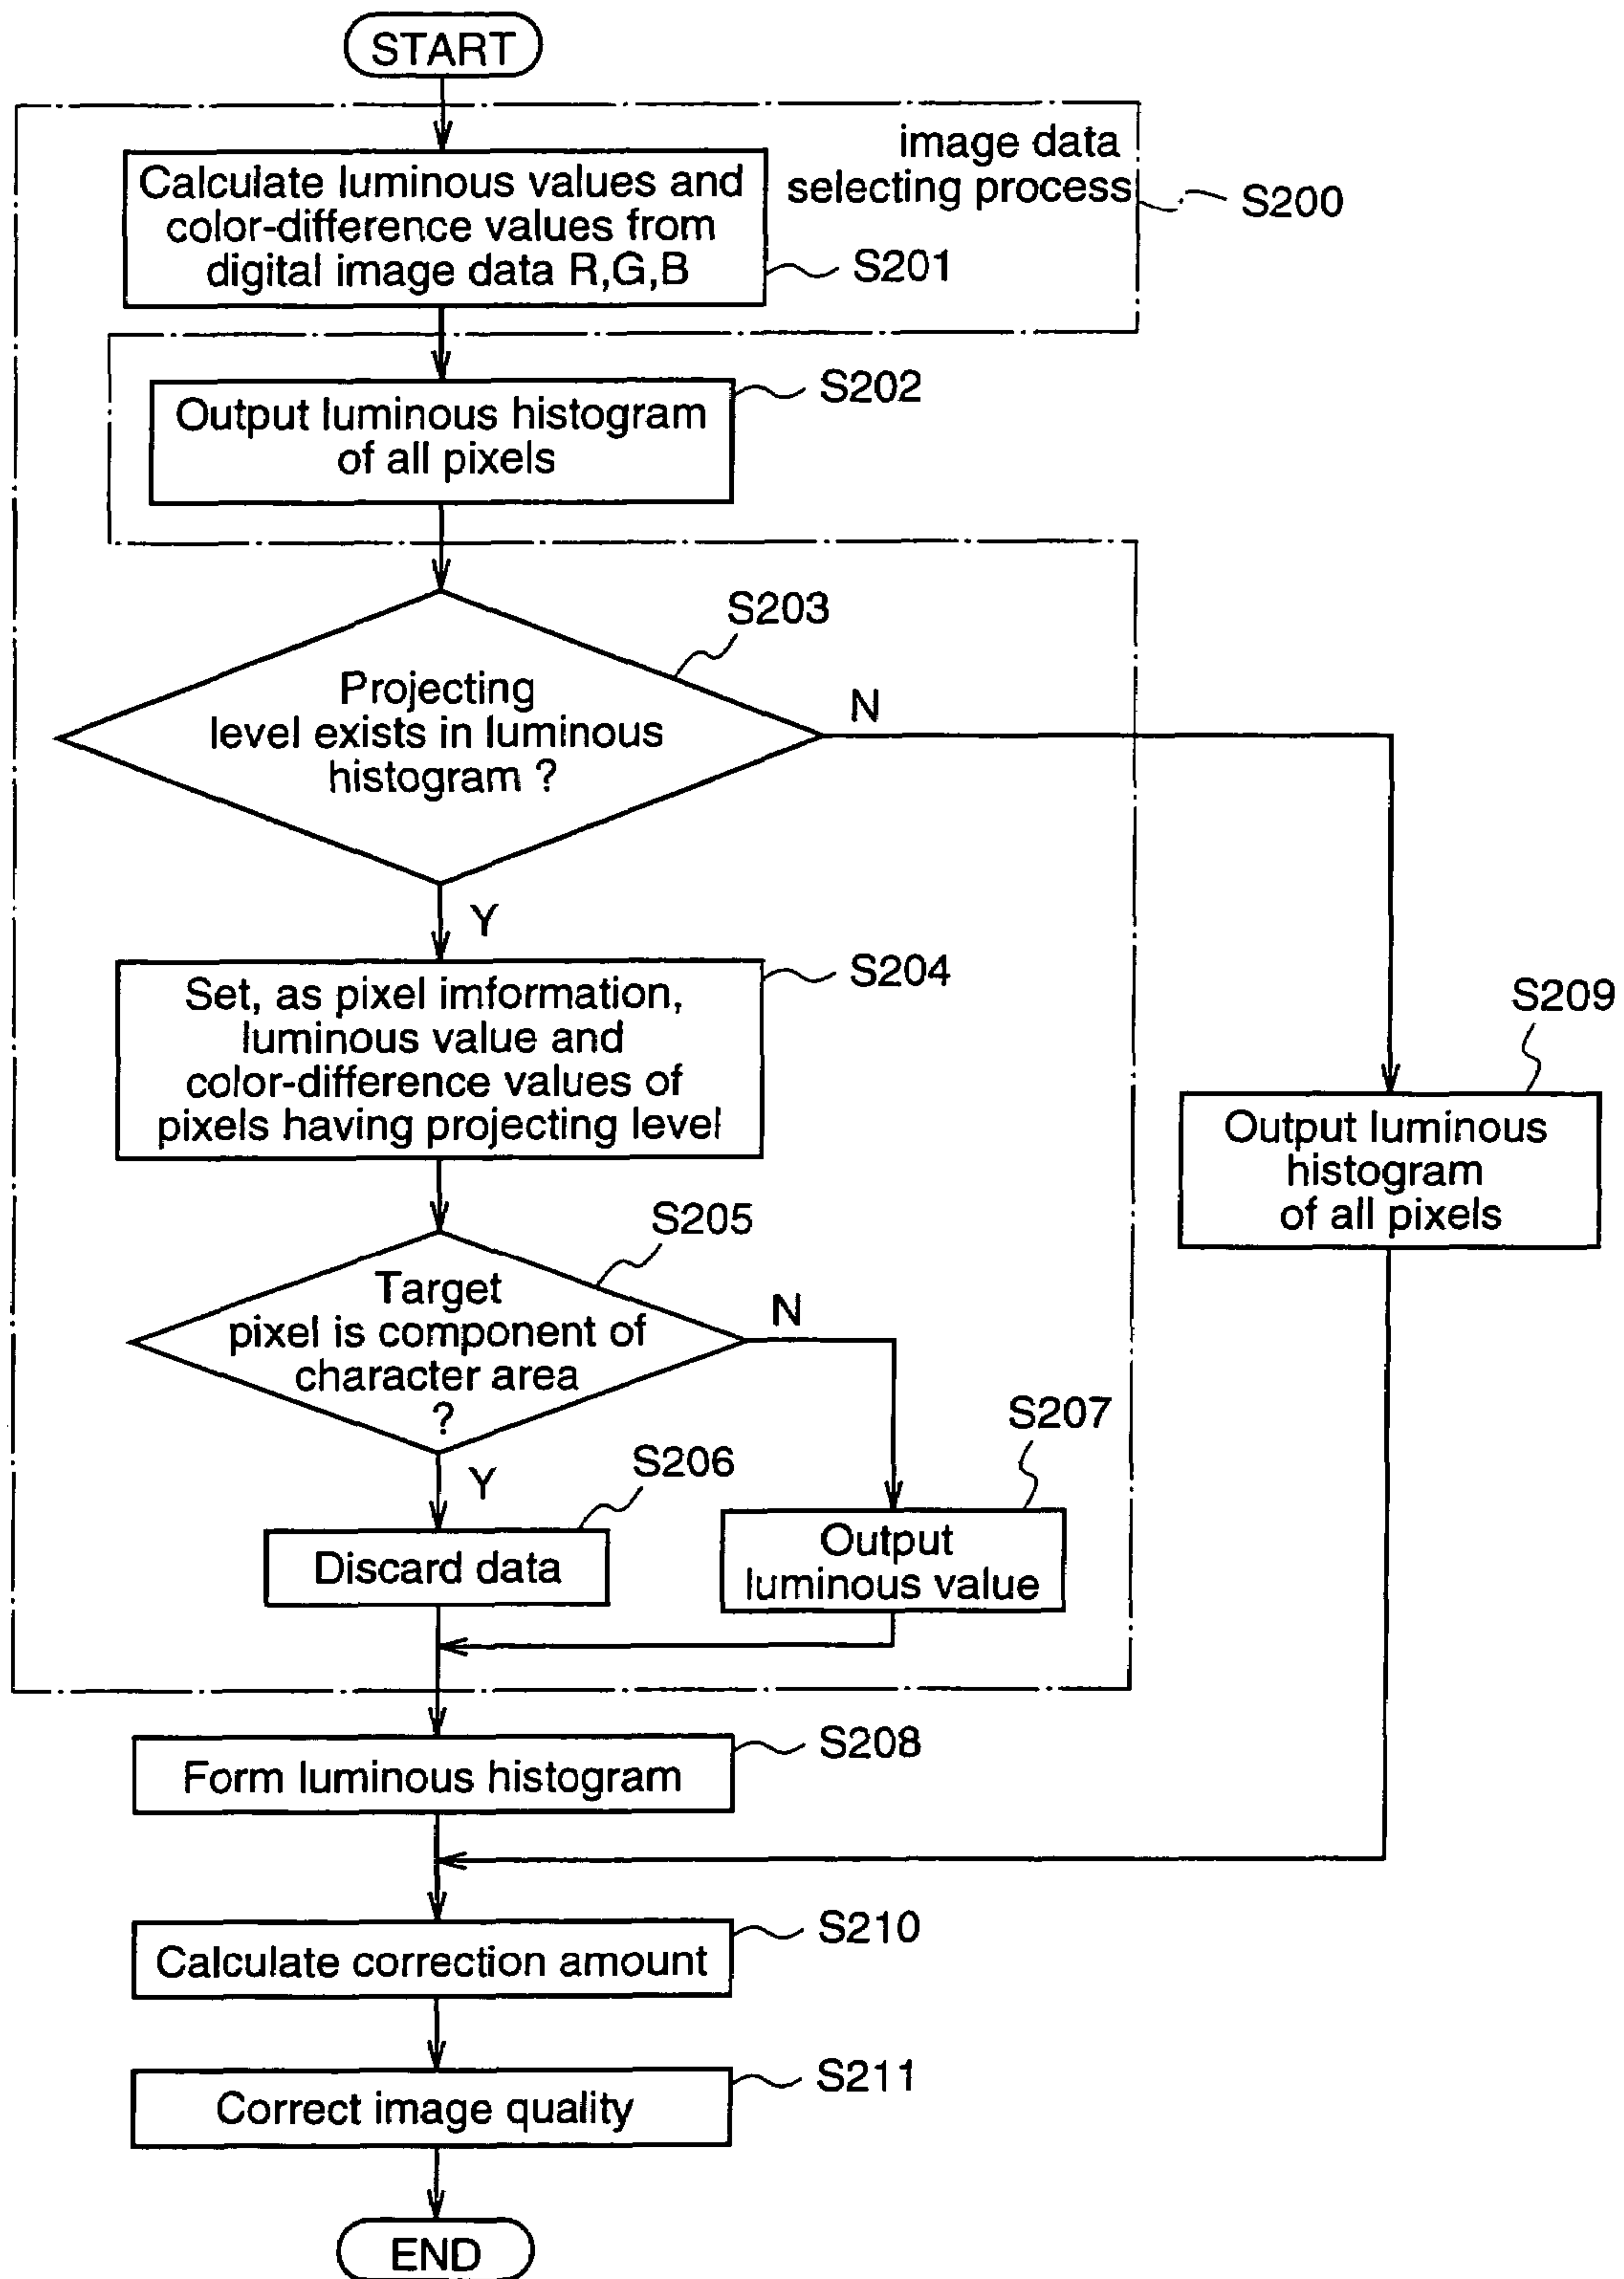 START
image data
selecting process
S200
Calculate luminous values and
color-difference values from
digital image data R,G,B
S201
S202
Output luminous histogram
of all pixels
S203
Projecting
level exists in luminous
histogram ?
N
Y
S204
Set, as pixel imformation,
luminous value and
color-difference values of
pixels having projecting level
S209
Output luminous
histogram
of all pixels
S205
Target
pixel is component of
character area
?
N
Y
S206
Discard data
S207
Output
luminous value
S208
Form luminous histogram
S210
Calculate correction amount
S211
Correct image quality
END